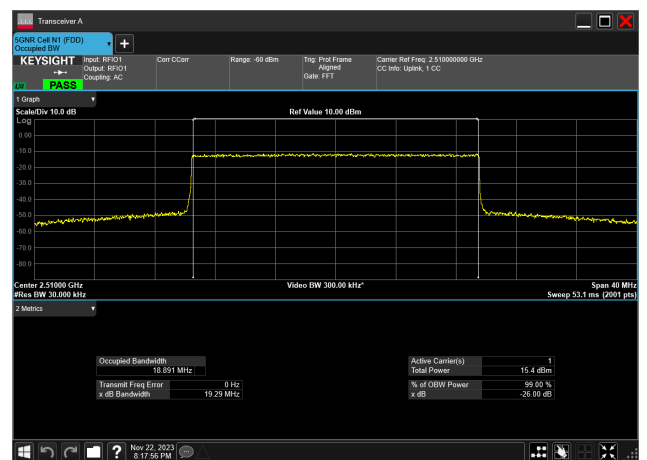 Transceiver A
5GNR Cell N1 (FDD)
Occupied BW
KEYSIGHT
LV
PASS
Input: RFIO1
Output: RFIO1
Coupling: AC
Corr CCorr
Range: -60 dBm
Trig: Prot Frame
Aligned
Gate: FFT
Carrier Ref Freq: 2.510000000 GHz
CC Info: Uplink, 1 CC
1 Graph
Scale/Div 10.0 dB
Ref Value 10.00 dBm
Log
0.00
-10.0
-20.0
-30.0
-40.0
-50.0
-60.0
-70.0
-80.0
Center 2.51000 GHz
Video BW 300.00 kHz^
Span 40 MHz
#Res BW 30.000 kHz
Sweep 53.1 ms (2001 pts)
2 Metrics
Occupied Bandwidth
18.891 MHz
Transmit Freq Error 0 Hz
x dB Bandwidth 19.29 MHz
Active Carrier(s) 1
Total Power 15.4 dBm
% of OBW Power 99.00 %
x dB -26.00 dB
?
Nov 22, 2023
8:17:56 PM